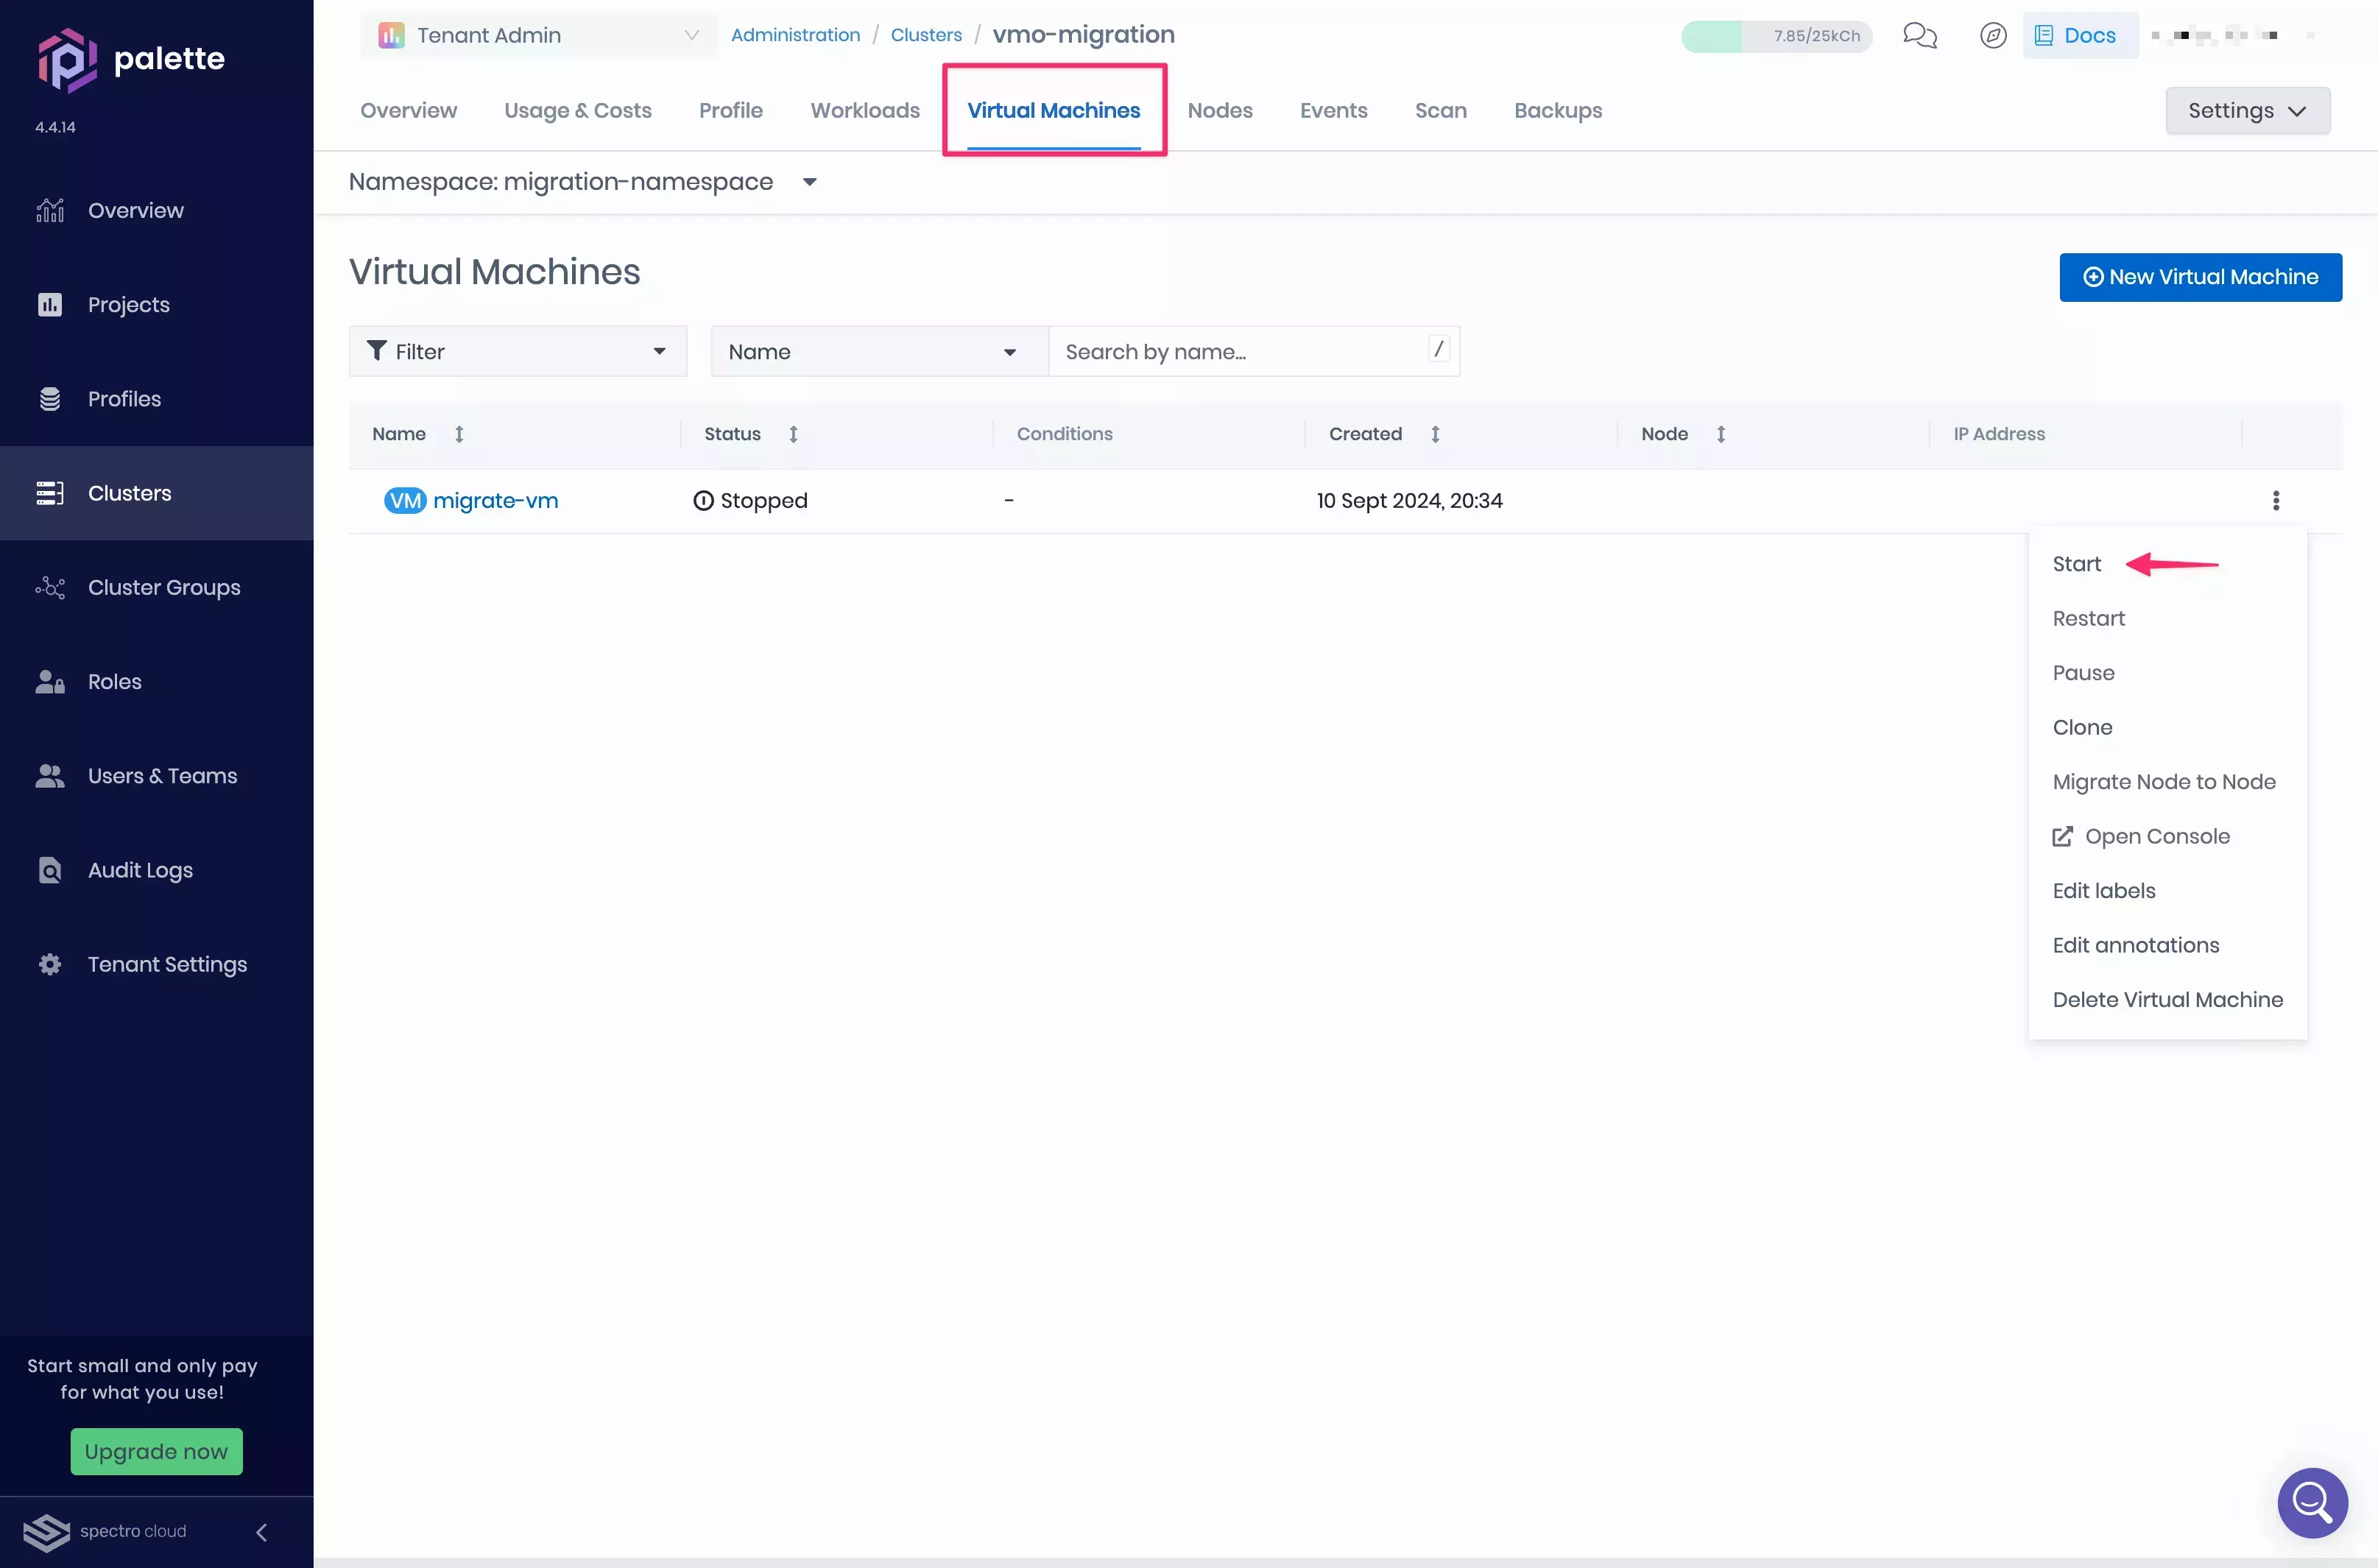 palette
4.4.14
Overview
Projects
Profiles
Clusters
Cluster Groups
Roles
Users & Teams
Audit Logs
Tenant Settings
Start small and only pay
for what you use!
Upgrade now
spectro cloud
Tenant Admin
Administration / Clusters / vmo-migration
7.85/25kCh
Docs
Overview Usage & Costs Profile Workloads Virtual Machines Nodes Events Scan Backups
Settings
Namespace: migration-namespace
Virtual Machines
New Virtual Machine
Filter
Name
Search by name...
/
Name Status Conditions Created Node IP Address
VM migrate-vm Stopped - 10 Sept 2024, 20:34
Start
Restart
Pause
Clone
Migrate Node to Node
Open Console
Edit labels
Edit annotations
Delete Virtual Machine